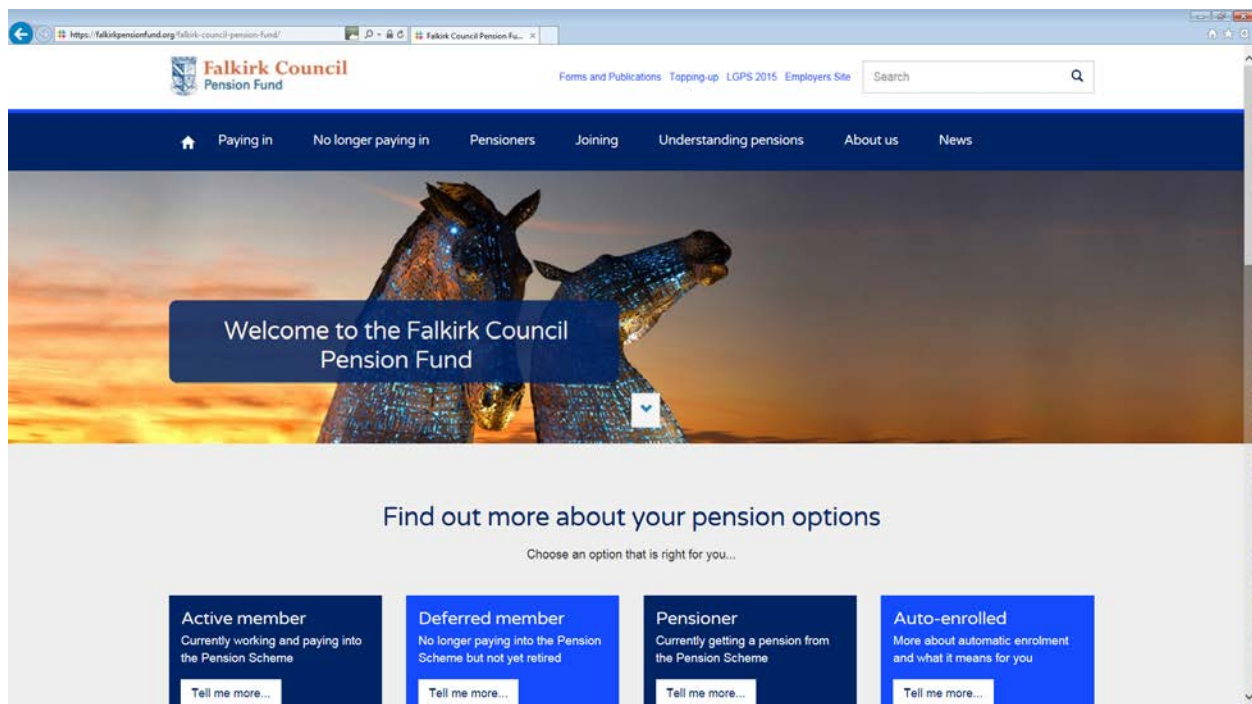 https://falkirkpensionfund.org/falkirk-council-pension-fund/
Falkirk Council Pension Fu...
Falkirk Council
Pension Fund
Forms and Publications Topping-up LGPS 2015 Employers Site Search
Paying in No longer paying in Pensioners Joining Understanding pensions About us News
Welcome to the Falkirk Council
Pension Fund
Find out more about your pension options
Choose an option that is right for you...
Active member
Currently working and paying into
the Pension Scheme
Tell me more...
Deferred member
No longer paying into the Pension
Scheme but not yet retired
Tell me more...
Pensioner
Currently getting a pension from
the Pension Scheme
Tell me more...
Auto-enrolled
More about automatic enrolment
and what it means for you
Tell me more...